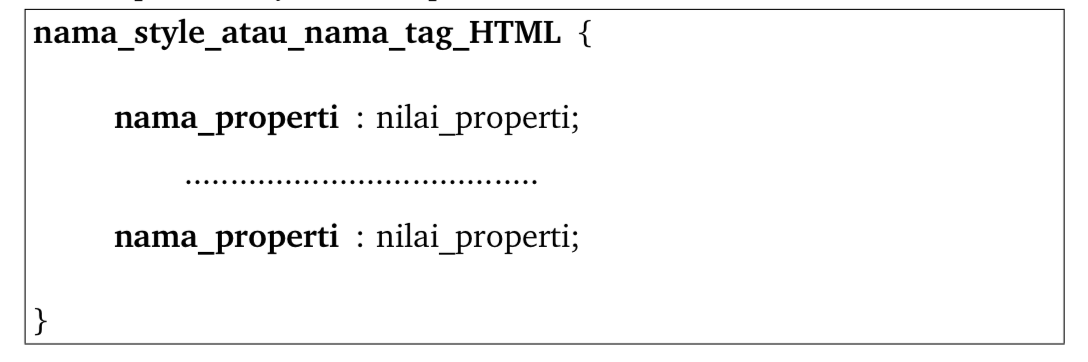 nama_style_atau_nama_tag_HTML {
nama_properti : nilai_properti;
.......................................
nama_properti : nilai_properti;
}